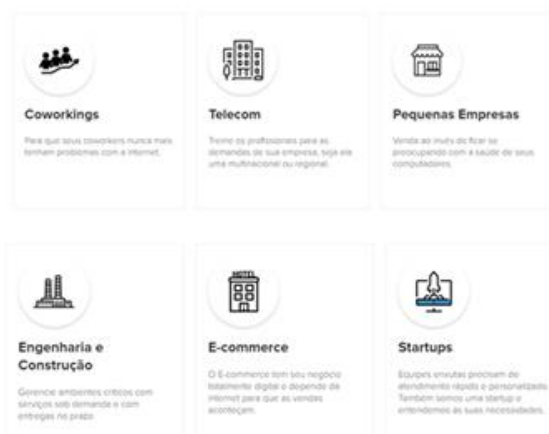 Coworkings
Para que seus coworkers nunca mais
tenham problemas com a internet.
Telecom
Treine os profissionais para as
demandas de sua empresa, seja ela
uma multinacional ou regional.
Pequenas Empresas
Venda ao invés de ficar se
preocupando com a saúde de seus
computadores.
Engenharia e
Construção
Gerencie ambientes críticos com
serviços sob demanda e com
entregas no prazo.
HOTEL
E-commerce
O E-commerce tem seu negócio
totalmente digital e depende da
internet para que as vendas
aconteçam.
Startups
Equipes enxutas precisam de
atendimento rápido e personalizado.
Também somos uma startup e
entendemos as suas necessidades.